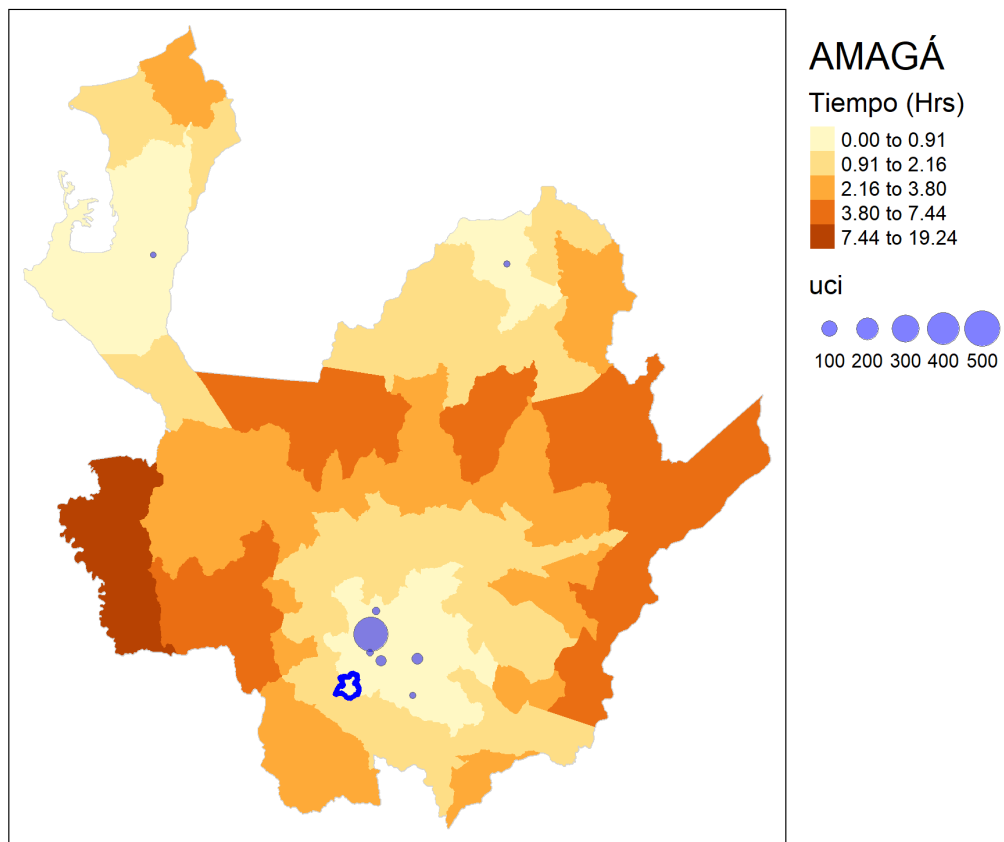 AMAGÁ
Tiempo (Hrs)
0.00 to 0.91
0.91 to 2.16
2.16 to 3.80
3.80 to 7.44
7.44 to 19.24
uci
100 200 300 400 500